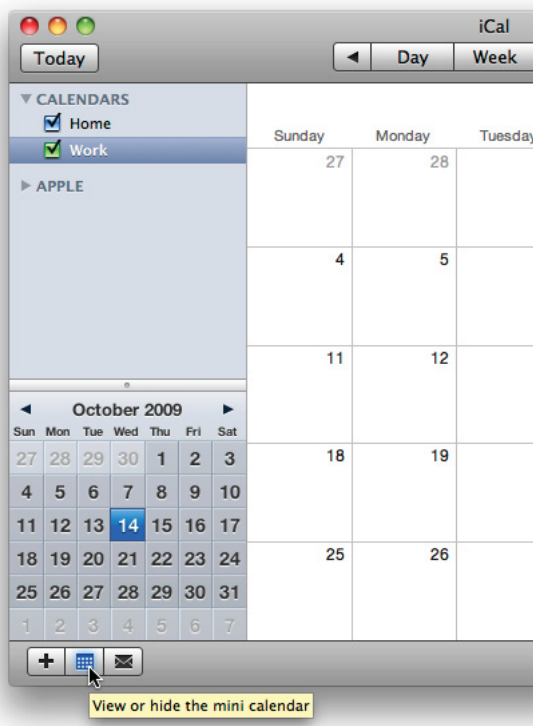 iCal
Today ◀ Day Week
▼ CALENDARS
Home
Work
▶ APPLE
Sunday Monday Tuesday
27 28
4 5
11 12
18 19
25 26
◀ October 2009 ▶
Sun Mon Tue Wed Thu Fri Sat
27 28 29 30 1 2 3
4 5 6 7 8 9 10
11 12 13 14 15 16 17
18 19 20 21 22 23 24
25 26 27 28 29 30 31
1 2 3 4 5 6 7
View or hide the mini calendar